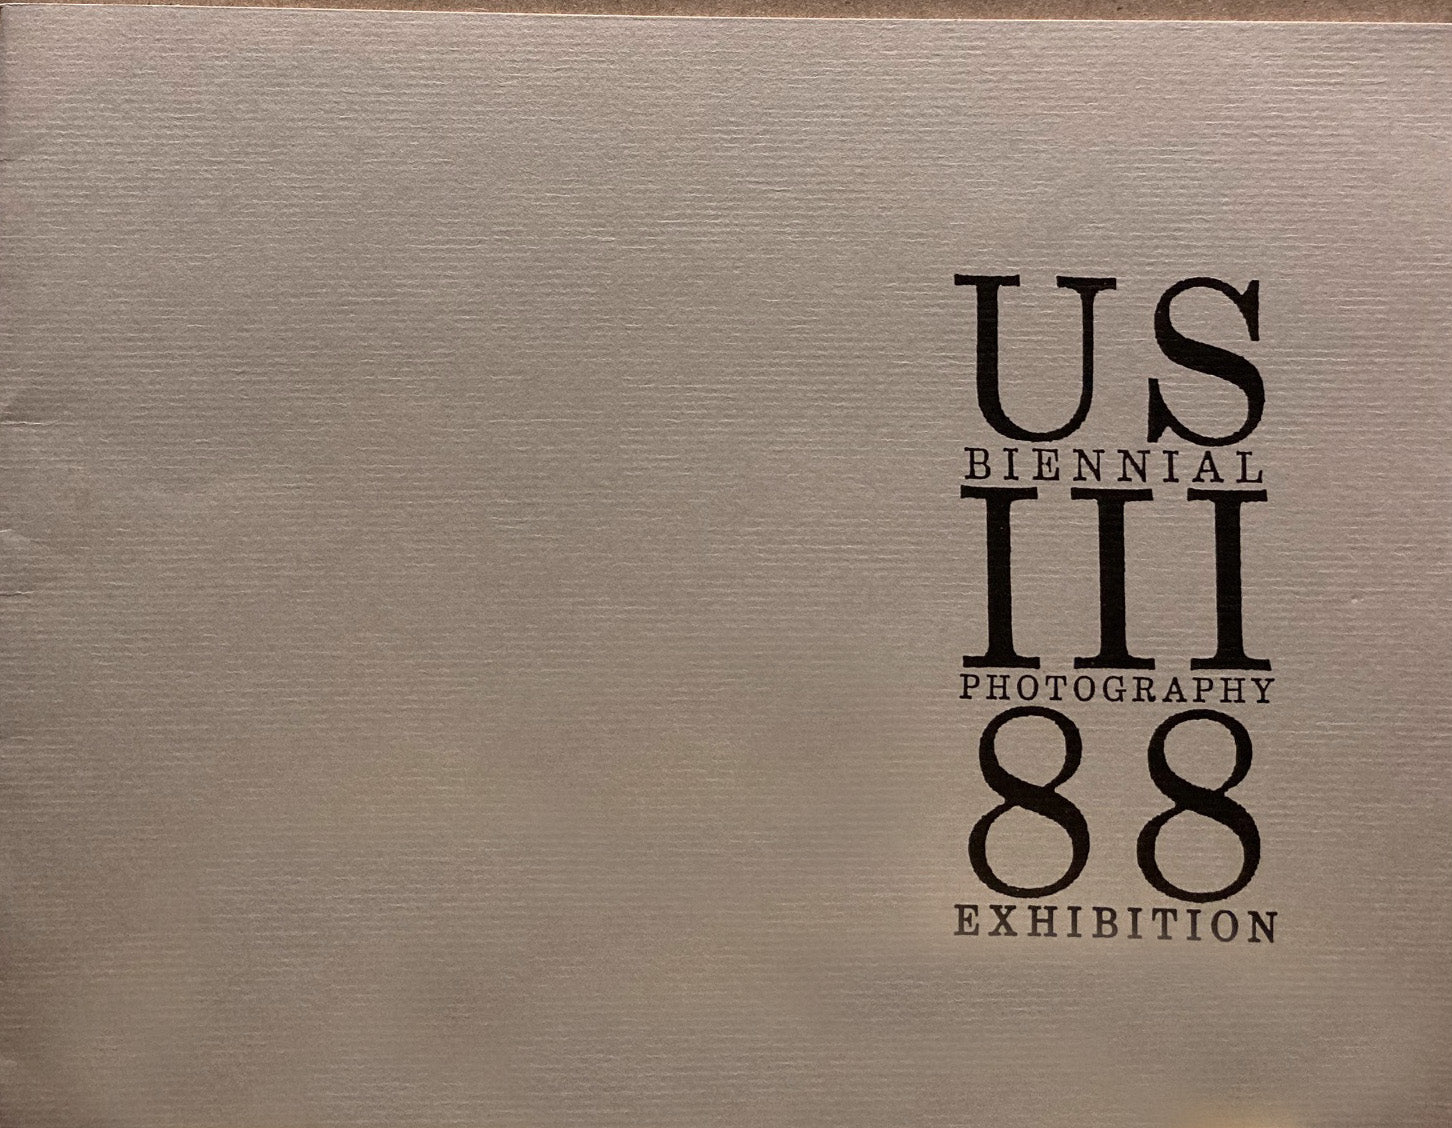 US
BIENNIAL
III
PHOTOGRAPHY
88
EXHIBITION